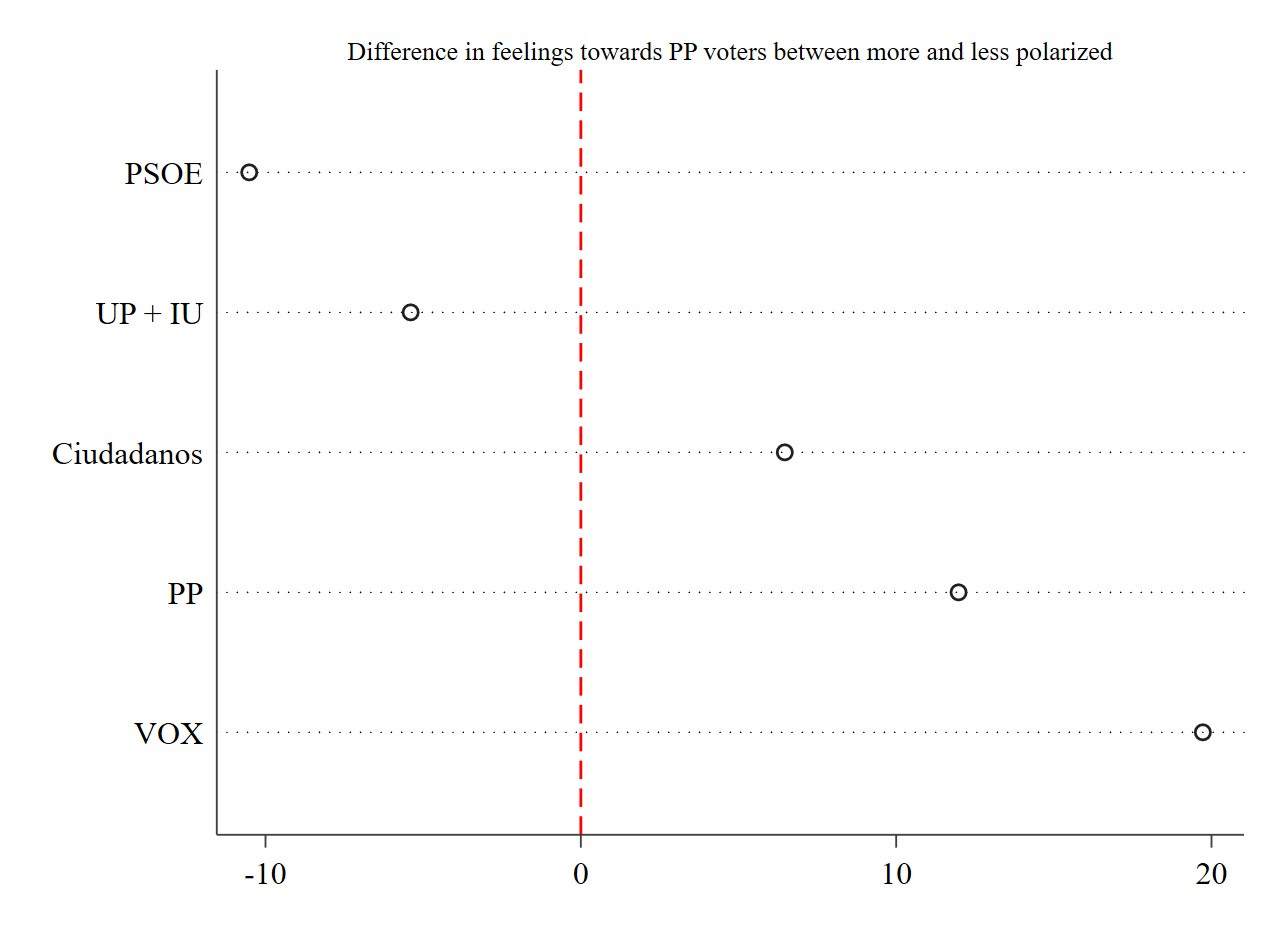 Difference in feelings towards PP voters between more and less polarized
PSOE
UP + IU
Ciudadanos
PP
VOX
-10 0 10 20